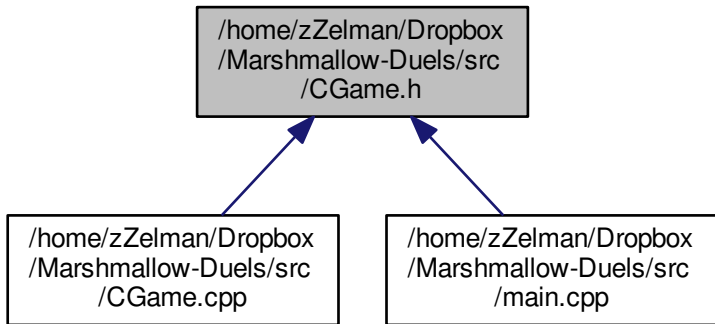 /home/zZelman/Dropbox
/Marshmallow-Duels/src
/CGame.h
/home/zZelman/Dropbox
/Marshmallow-Duels/src
/CGame.cpp
/home/zZelman/Dropbox
/Marshmallow-Duels/src
/main.cpp